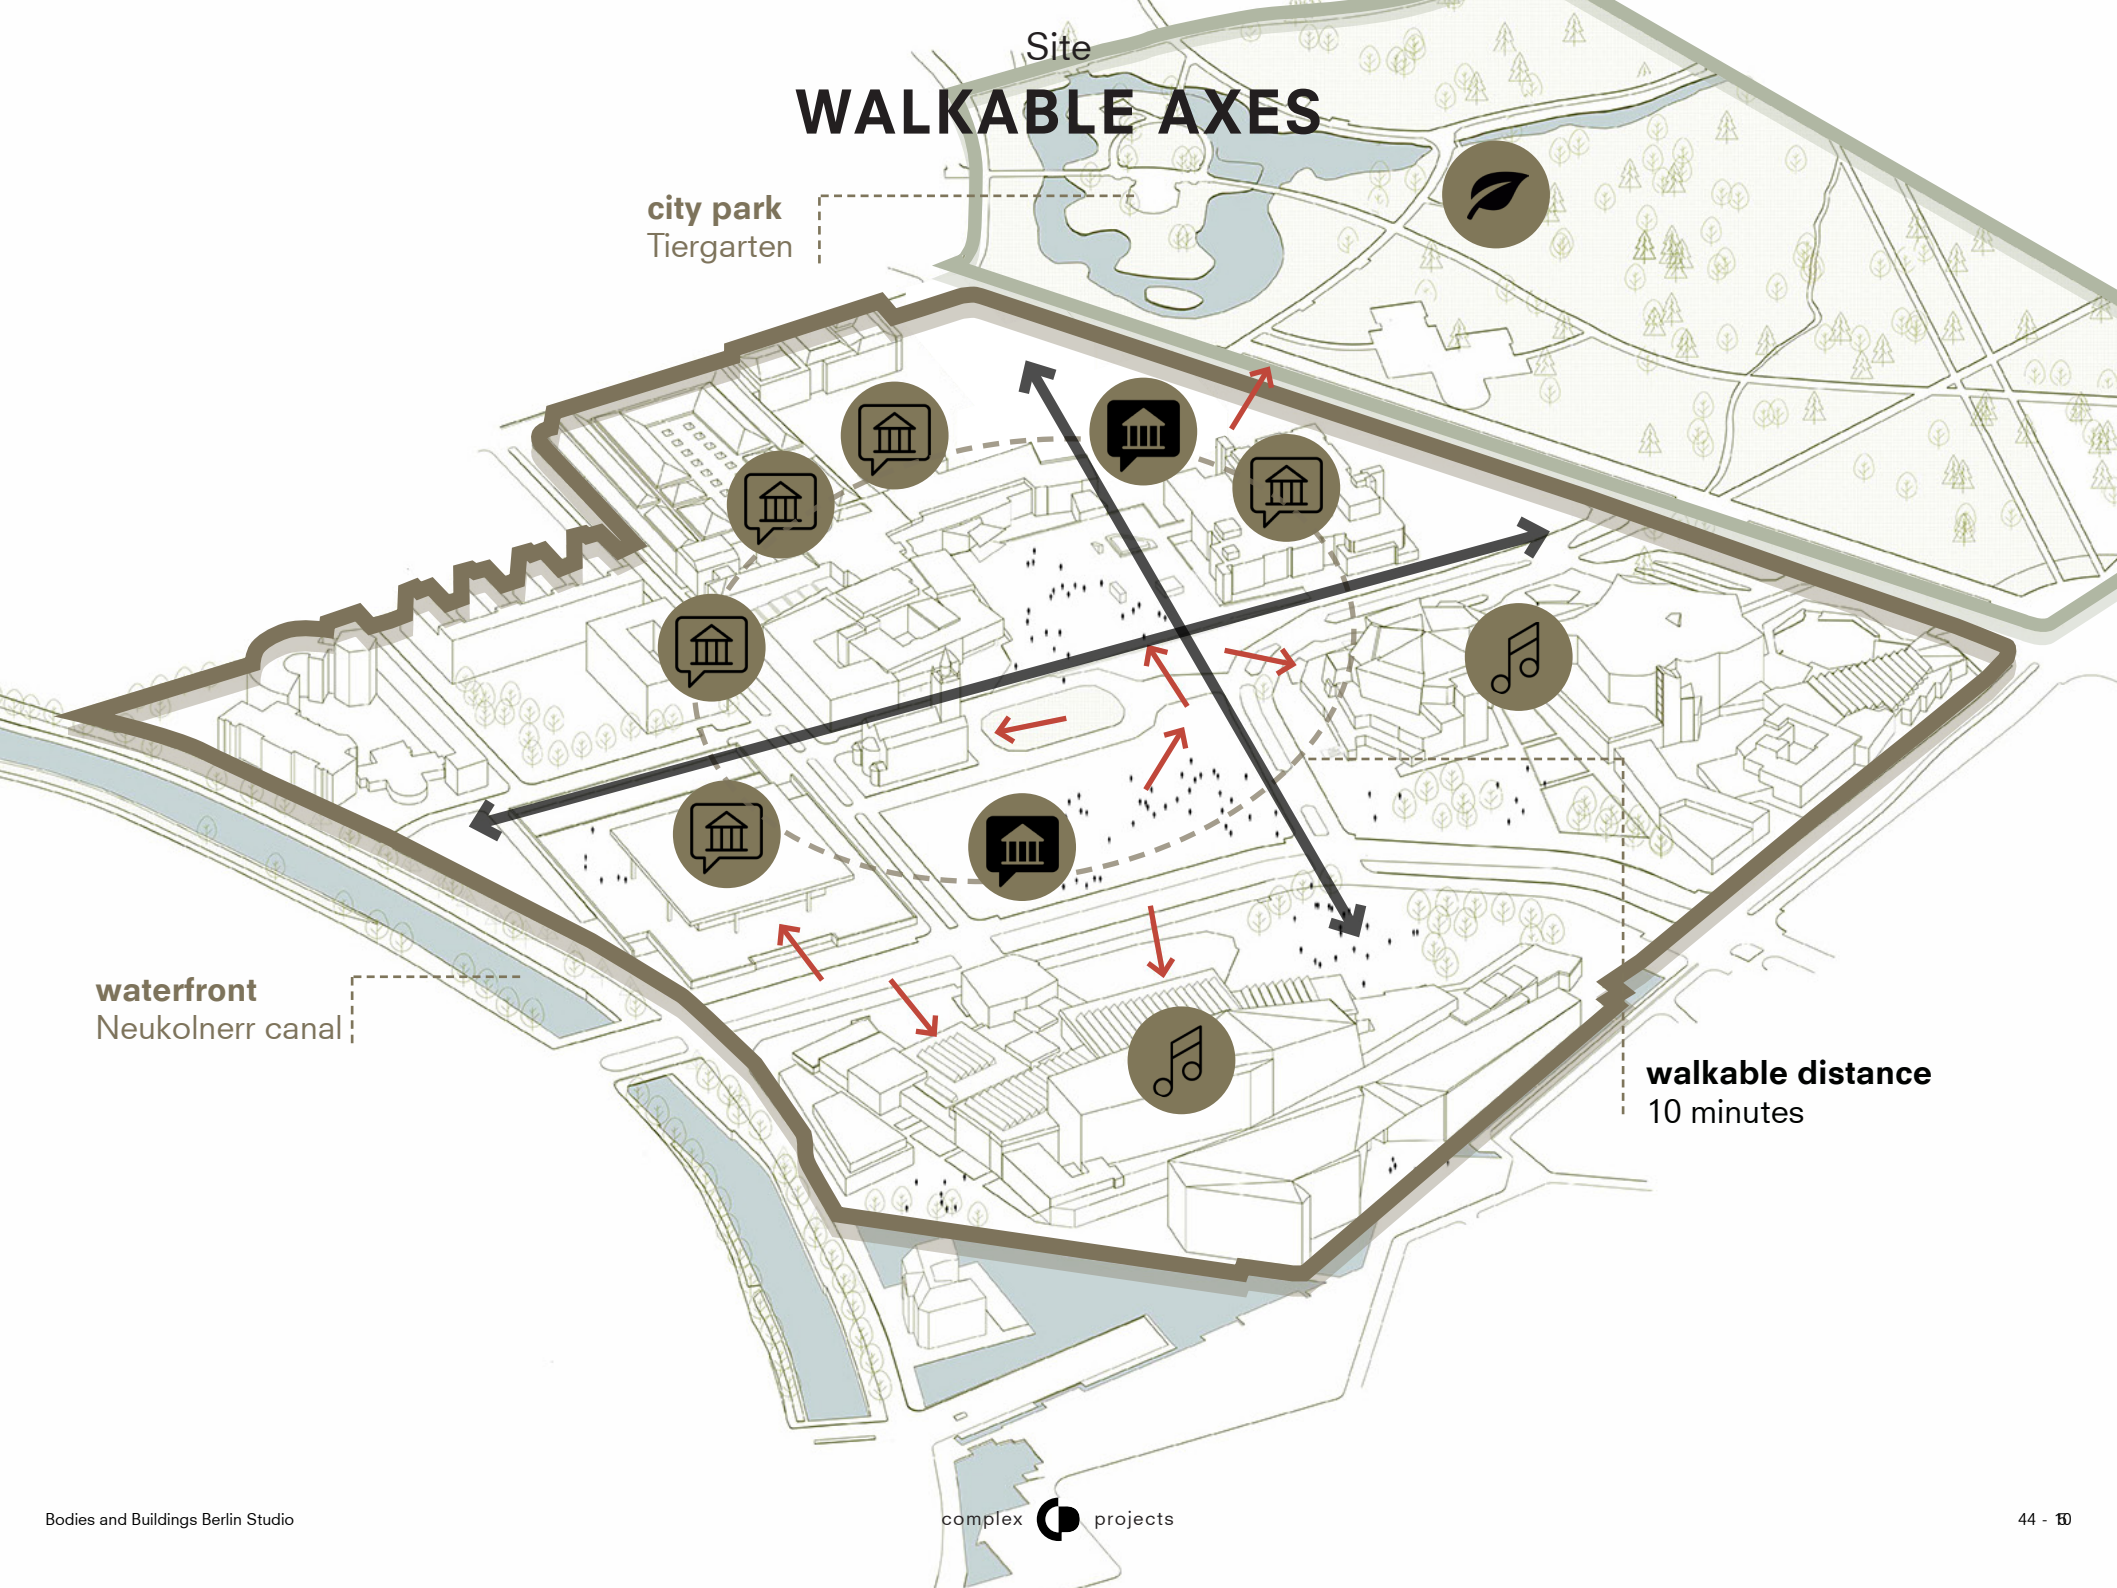 Site
WALKABLE AXES
city park
Tiergarten
waterfront
Neukolnerr canal
walkable distance
10 minutes
Bodies and Buildings Berlin Studio
complex projects
44 -